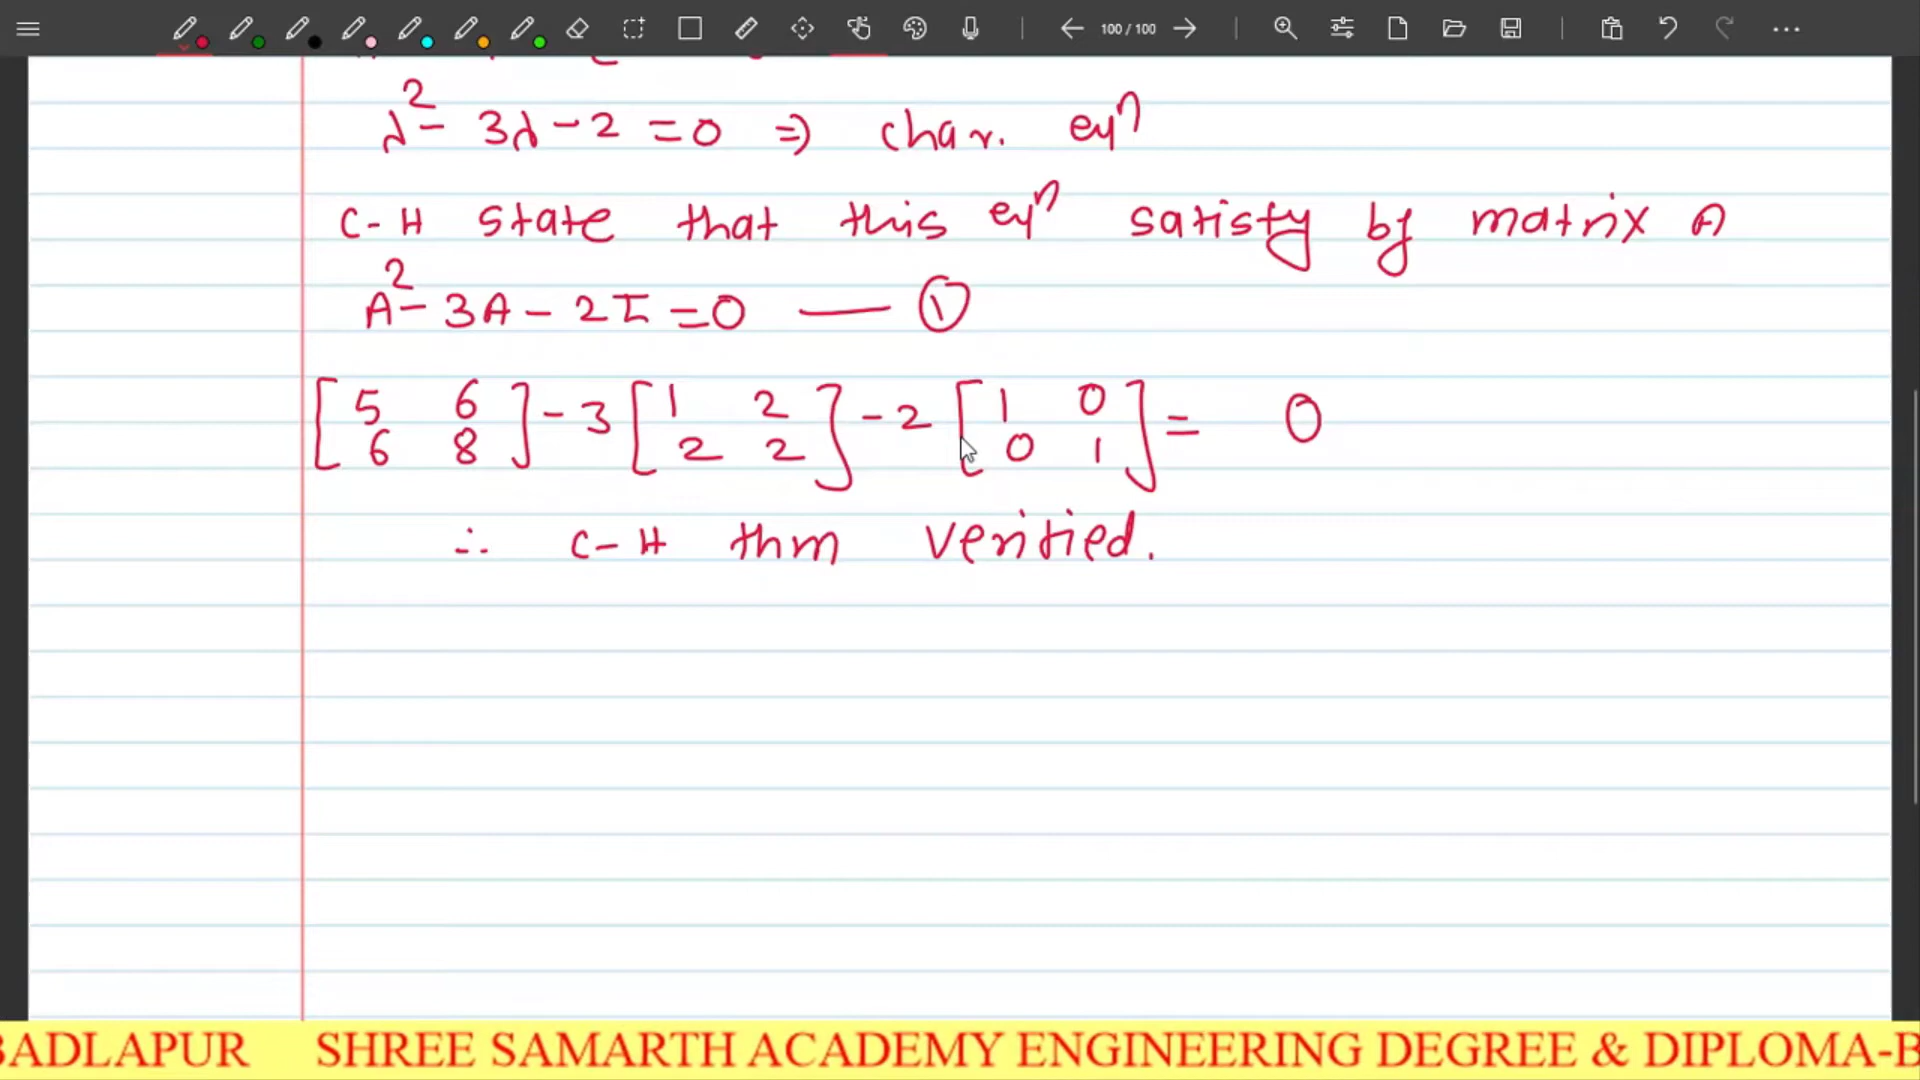 100 / 100
λ² - 3λ - 2 = 0 ⇒ char. eqⁿ
C-H state that this eqⁿ satisfy by matrix A
A² - 3A - 2I = 0 —— ①
[5 6; 6 8] - 3 [1 2; 2 2] - 2 [1 0; 0 1] = 0
∴ C-H thm verified.
BADLAPUR SHREE SAMARTH ACADEMY ENGINEERING DEGREE & DIPLOMA-B